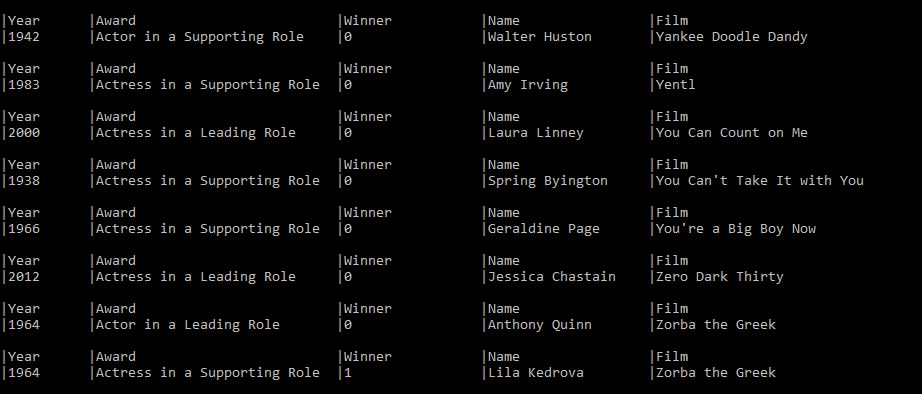 |Year |Award |Winner |Name |Film
|1942 |Actor in a Supporting Role |0 |Walter Huston |Yankee Doodle Dandy
|Year |Award |Winner |Name |Film
|1983 |Actress in a Supporting Role |0 |Amy Irving |Yentl
|Year |Award |Winner |Name |Film
|2000 |Actress in a Leading Role |0 |Laura Linney |You Can Count on Me
|Year |Award |Winner |Name |Film
|1938 |Actress in a Supporting Role |0 |Spring Byington |You Can't Take It with You
|Year |Award |Winner |Name |Film
|1966 |Actress in a Supporting Role |0 |Geraldine Page |You're a Big Boy Now
|Year |Award |Winner |Name |Film
|2012 |Actress in a Leading Role |0 |Jessica Chastain |Zero Dark Thirty
|Year |Award |Winner |Name |Film
|1964 |Actor in a Leading Role |0 |Anthony Quinn |Zorba the Greek
|Year |Award |Winner |Name |Film
|1964 |Actress in a Supporting Role |1 |Lila Kedrova |Zorba the Greek